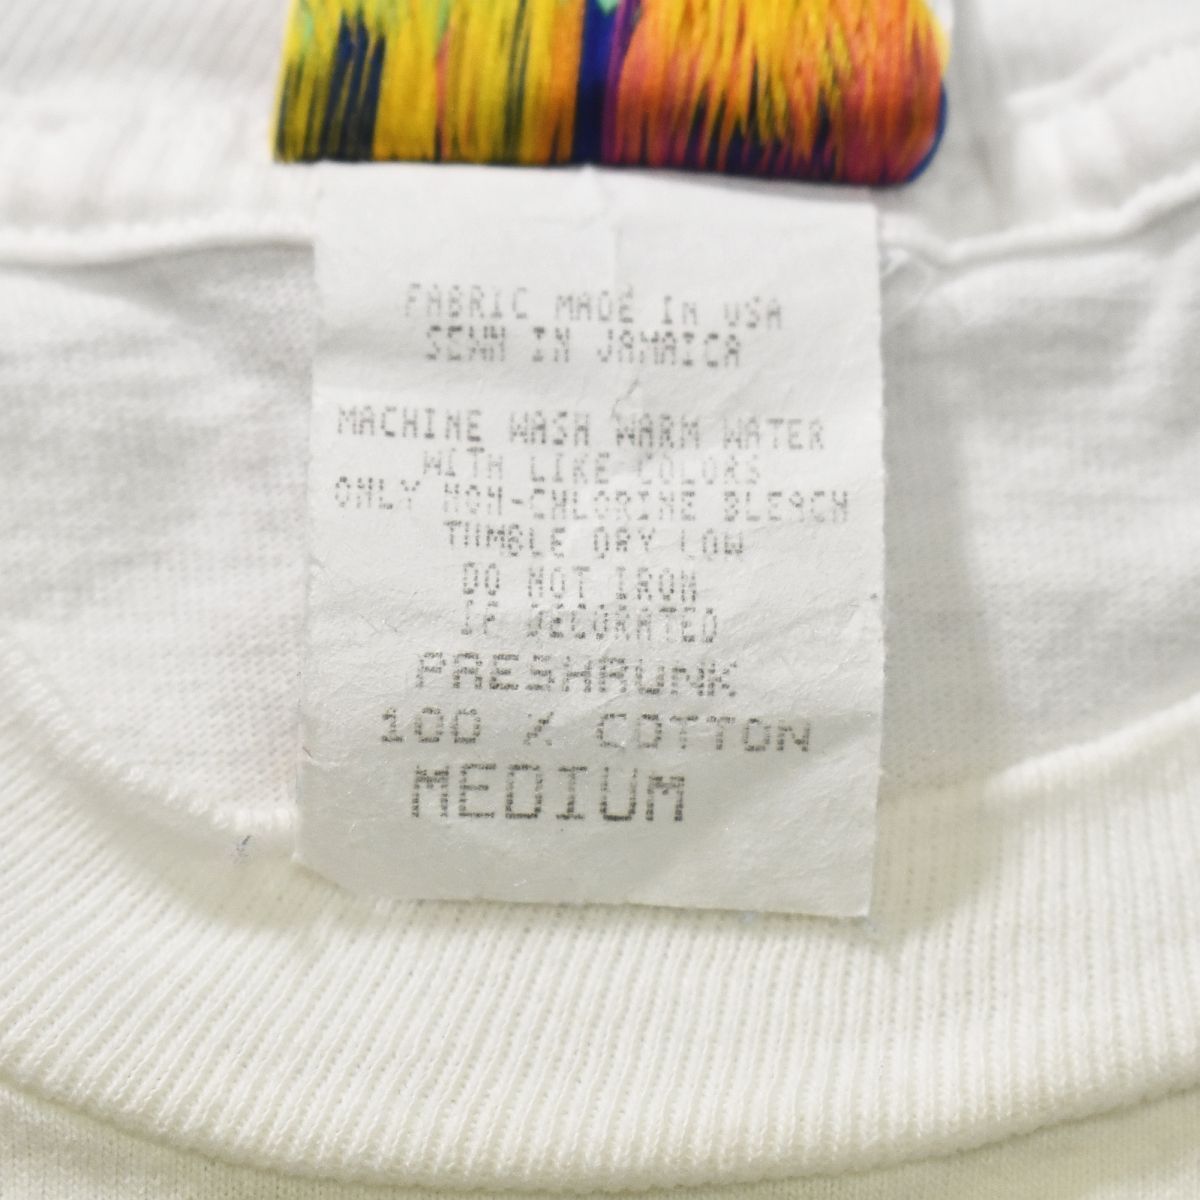 FABRIC MADE IN USA
SEWN IN JAMAICA
MACHINE WASH WARM WATER
WITH LIKE COLORS
ONLY NON-CHLORINE BLEACH
TUMBLE DRY LOW
DO NOT IRON
IF DECORATED
PRESHRUNK
100 % COTTON
MEDIUM